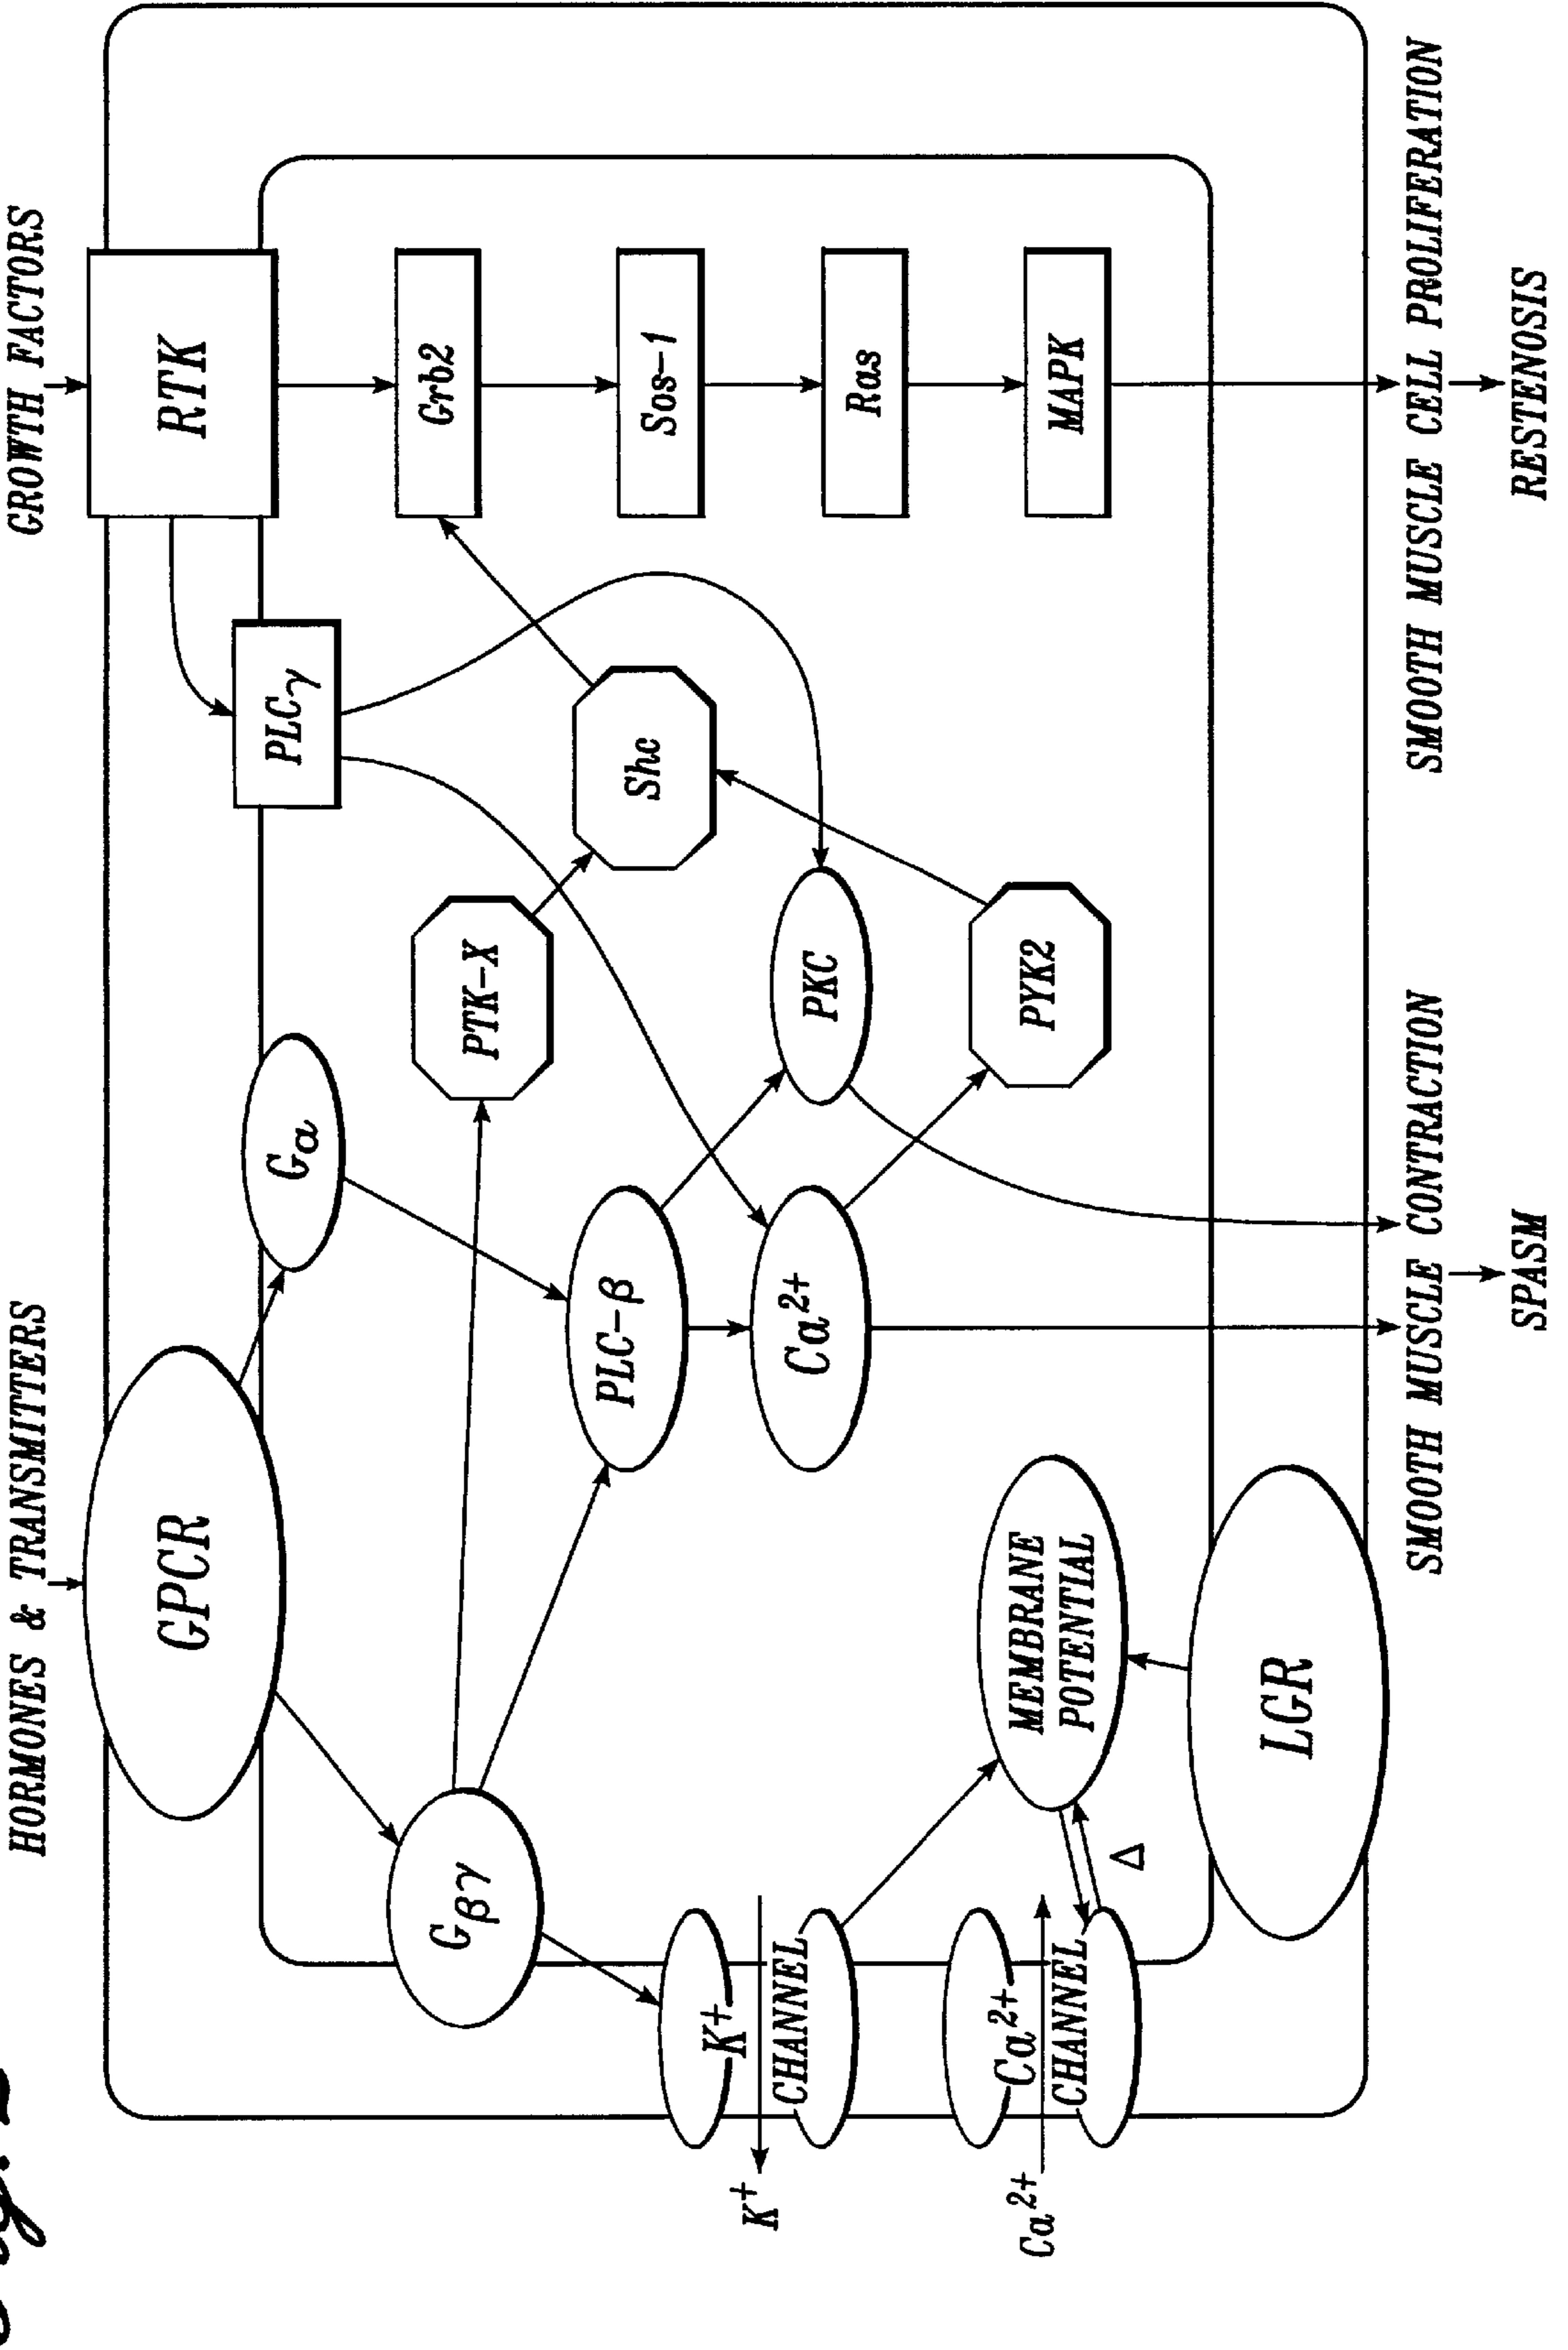 HORMONES & TRANSMITTERS
GROWTH FACTORS
GPCR
RTK
Gα
PLCγ
Gβγ
PTK-X
Grb2
PLC-β
Shc
Sos-1
K+
CHANNEL
K+
Ca2+
PKC
Ras
MEMBRANE
POTENTIAL
PYK2
MAPK
Ca2+
CHANNEL
Ca2+
Δ
LGR
SMOOTH MUSCLE CONTRACTION
SMOOTH MUSCLE CELL PROLIFERATION
SPASM
RESTENOSIS